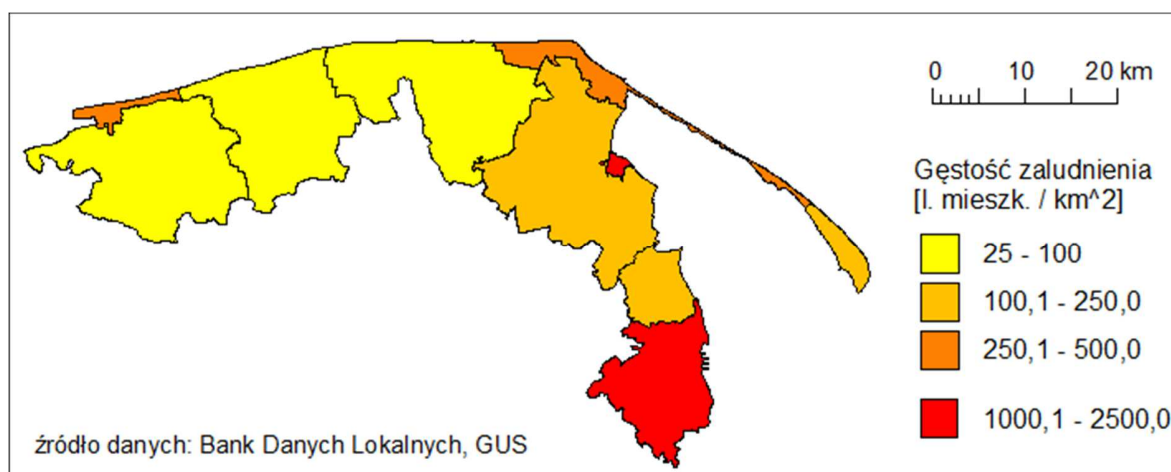 0 10 20 km
Gęstość zaludnienia
[l. mieszk. / km^2]
25 - 100
100,1 - 250,0
250,1 - 500,0
1000,1 - 2500,0
źródło danych: Bank Danych Lokalnych, GUS